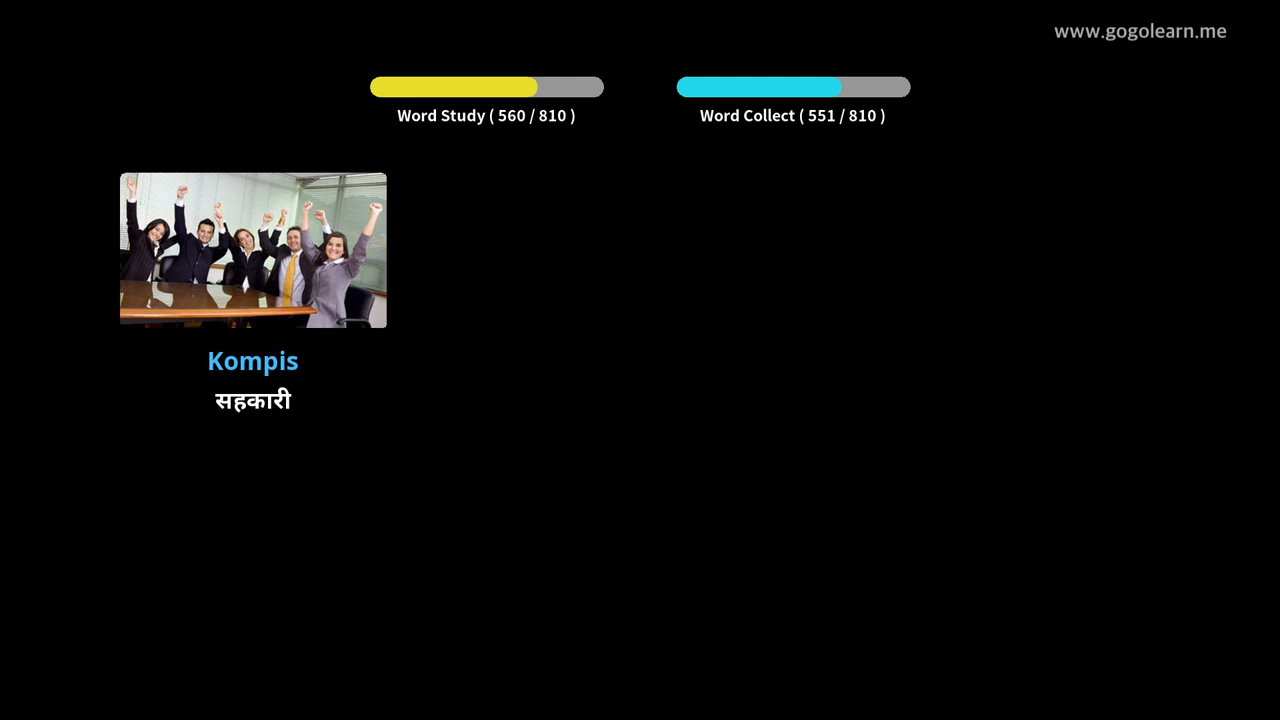 www.gogolearn.me
Word Study ( 560 / 810 )
Word Collect ( 551 / 810 )
Kompis
सहकारी